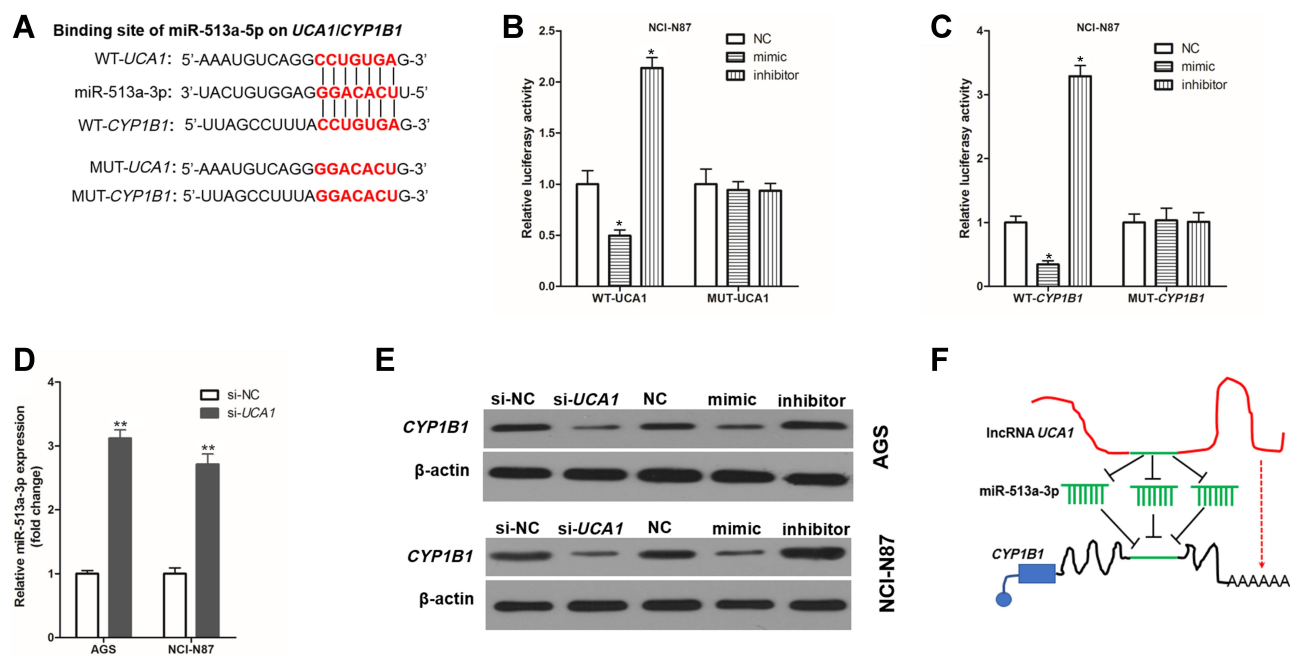 A
Binding site of miR-513a-5p on UCA1/CYP1B1
WT-UCA1: 5'-AAAUGUCAGGCCUGUGAG-3'
miR-513a-3p: 3'-UACUGUGGAGGGACACUU-5'
WT-CYP1B1: 5'-UUAGCCUUUACCUGUGAG-3'
MUT-UCA1: 5'-AAAUGUCAGGGGACACUG-3'
MUT-CYP1B1: 5'-UUAGCCUUUAGGACACUG-3'
B
NCI-N87
Relative luciferasy activity
2.5
2.0
1.5
1.0
0.5
0.0
NC
mimic
inhibitor
*
*
WT-UCA1
MUT-UCA1
C
NCI-N87
Relative luciferasy activity
4
3
2
1
0
NC
mimic
inhibitor
*
*
WT-CYP1B1
MUT-CYP1B1
D
Relative miR-513a-3p expression
(fold change)
4
3
2
1
0
si-NC
si-UCA1
**
**
AGS
NCI-N87
E
si-NC si-UCA1 NC mimic inhibitor
CYP1B1
β-actin
AGS
si-NC si-UCA1 NC mimic inhibitor
CYP1B1
β-actin
NCI-N87
F
lncRNA UCA1
miR-513a-3p
CYP1B1
AAAAAA